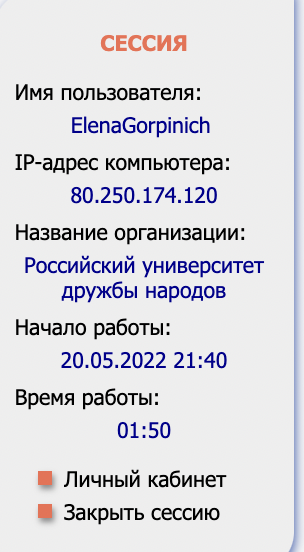 СЕССИЯ
Имя пользователя:
ElenaGorpinich
IP-адрес компьютера:
80.250.174.120
Название организации:
Российский университет
дружбы народов
Начало работы:
20.05.2022 21:40
Время работы:
01:50
Личный кабинет
Закрыть сессию